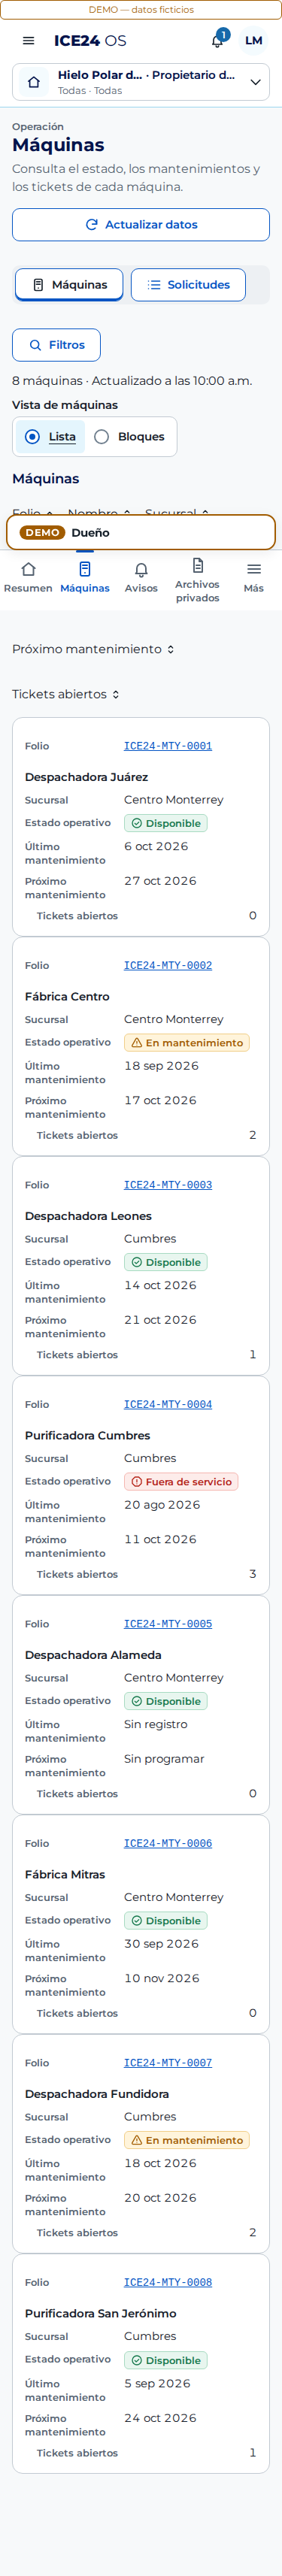 DEMO — datos ficticios
ICE24 OS
1
LM
Hielo Polar d... · Propietario d...
Todas · Todas
Operación
Máquinas
Consulta el estado, los mantenimientos y
los tickets de cada máquina.
Actualizar datos
Máquinas
Solicitudes
Filtros
8 máquinas · Actualizado a las 10:00 a.m.
Vista de máquinas
Lista
Bloques
Máquinas
Folio Nombre Sucursal
DEMO Dueño
Resumen
Máquinas
Avisos
Archivos
privados
Más
Próximo mantenimiento
Tickets abiertos
Folio ICE24-MTY-0001
Despachadora Juárez
Sucursal Centro Monterrey
Estado operativo Disponible
Último 6 oct 2026
mantenimiento
Próximo 27 oct 2026
mantenimiento
Tickets abiertos 0
Folio ICE24-MTY-0002
Fábrica Centro
Sucursal Centro Monterrey
Estado operativo En mantenimiento
Último 18 sep 2026
mantenimiento
Próximo 17 oct 2026
mantenimiento
Tickets abiertos 2
Folio ICE24-MTY-0003
Despachadora Leones
Sucursal Cumbres
Estado operativo Disponible
Último 14 oct 2026
mantenimiento
Próximo 21 oct 2026
mantenimiento
Tickets abiertos 1
Folio ICE24-MTY-0004
Purificadora Cumbres
Sucursal Cumbres
Estado operativo Fuera de servicio
Último 20 ago 2026
mantenimiento
Próximo 11 oct 2026
mantenimiento
Tickets abiertos 3
Folio ICE24-MTY-0005
Despachadora Alameda
Sucursal Centro Monterrey
Estado operativo Disponible
Último Sin registro
mantenimiento
Próximo Sin programar
mantenimiento
Tickets abiertos 0
Folio ICE24-MTY-0006
Fábrica Mitras
Sucursal Centro Monterrey
Estado operativo Disponible
Último 30 sep 2026
mantenimiento
Próximo 10 nov 2026
mantenimiento
Tickets abiertos 0
Folio ICE24-MTY-0007
Despachadora Fundidora
Sucursal Cumbres
Estado operativo En mantenimiento
Último 18 oct 2026
mantenimiento
Próximo 20 oct 2026
mantenimiento
Tickets abiertos 2
Folio ICE24-MTY-0008
Purificadora San Jerónimo
Sucursal Cumbres
Estado operativo Disponible
Último 5 sep 2026
mantenimiento
Próximo 24 oct 2026
mantenimiento
Tickets abiertos 1